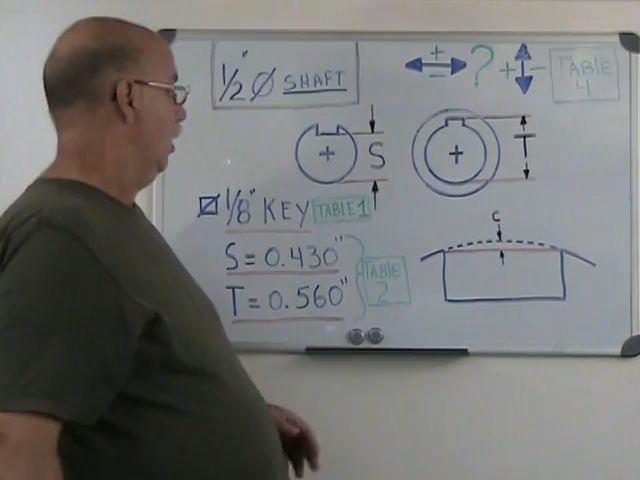 1/2" Ø SHAFT
+ = ? + −
TABLE 4
S
T
1/8" KEY TABLE 1
S = 0.430"
T = 0.560"
TABLE 2
C